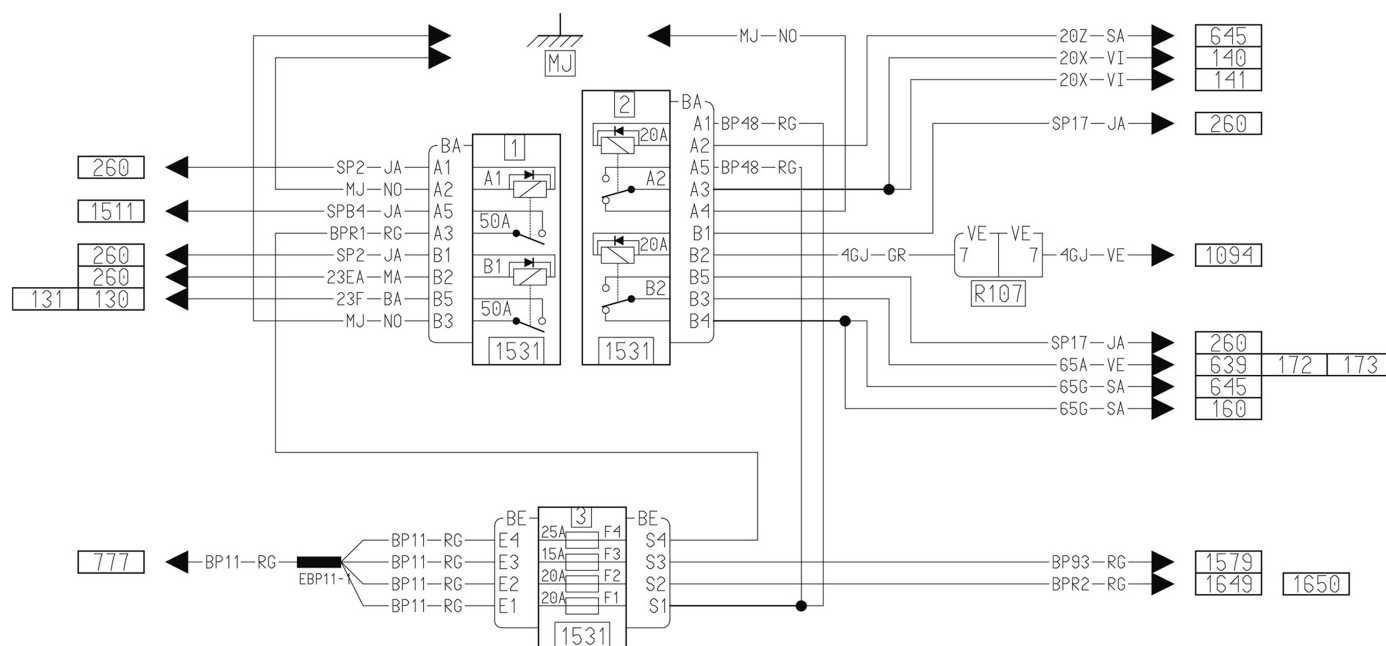 MJ NO 20Z SA 645
MJ 20X VI 140
20X VI 141
2 BA
20A A1 BP48 RG SP17 JA 260
BA 1 A2
260 SP2 JA A1 A5 BP48 RG
MJ NO A2 A1 A2 A3
1511 SPB4 JA A5 50A A4
BPR1 RG A3 B1 VE VE
260 SP2 JA B1 20A B2 4GJ GR 7 7 4GJ VE 1094
260 23EA MA B2 B1 B5 R107
131 130 23F BA B5 50A B2 B3
MJ NO B3 B4
1531 1531 SP17 JA 260
65A VE 639 172 173
65G SA 645
65G SA 160
BE 3 BE
BP11 RG E4 25A F4 S4
777 BP11 RG EBP11-1 BP11 RG E3 15A F3 S3 BP93 RG 1579
BP11 RG E2 20A F2 S2 BPR2 RG 1649 1650
BP11 RG E1 20A F1 S1
1531